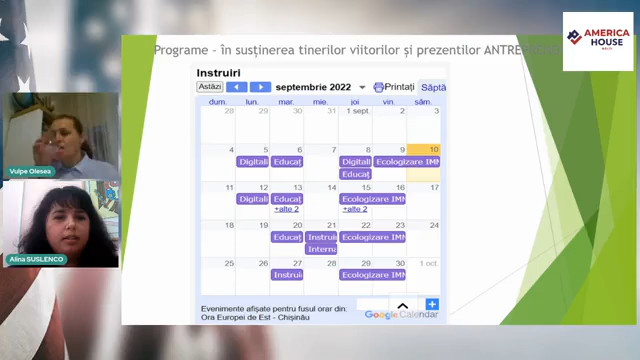 AMERICA
HOUSE
BĂLȚI
Programe - în susținerea tinerilor viitorilor și prezentilor
Instruiri
Astăzi
septembrie 2022
Printați
Săptă
dum. lun. mar. mie. joi vin. sâm.
28 29 30 31 1 sept. 2 3
4 5 6 7 8 9 10
Digitali Educaț Digitali Ecologizare IMM
Educaț
11 12 13 14 15 16 17
Digitali Educaț Ecologizare IMM
+alte 2 +alte 2
18 19 20 21 22 23 24
Educaț Instruir Ecologizare IMM
Interna
25 26 27 28 29 30 1 oct.
Instruir Ecologizare IMM
Evenimente afișate pentru fusul orar din:
Ora Europei de Est - Chișinău
Google Calendar
Vulpe Olesea
Alina SUSLENCO